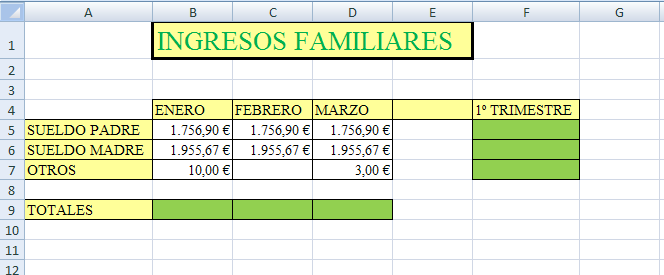 A B C D E F G
1 INGRESOS FAMILIARES
2
3
4 ENERO FEBRERO MARZO 1º TRIMESTRE
5 SUELDO PADRE 1.756,90 € 1.756,90 € 1.756,90 €
6 SUELDO MADRE 1.955,67 € 1.955,67 € 1.955,67 €
7 OTROS 10,00 € 3,00 €
8
9 TOTALES
10
11
12